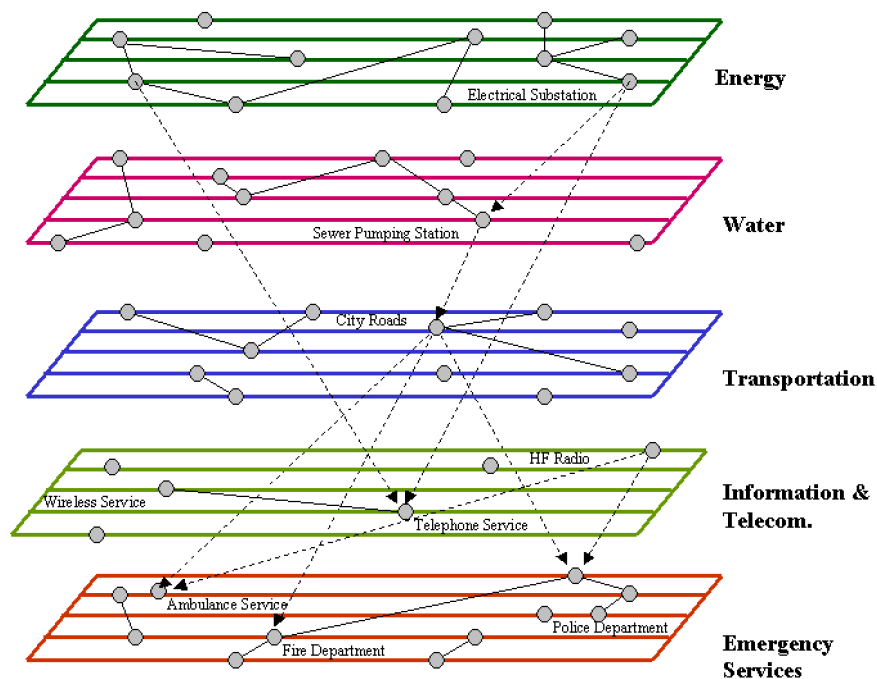 Electrical Substation
Energy
Sewer Pumping Station
Water
City Roads
Transportation
HF Radio
Wireless Service
Telephone Service
Information &
Telecom.
Ambulance Service
Police Department
Fire Department
Emergency
Services